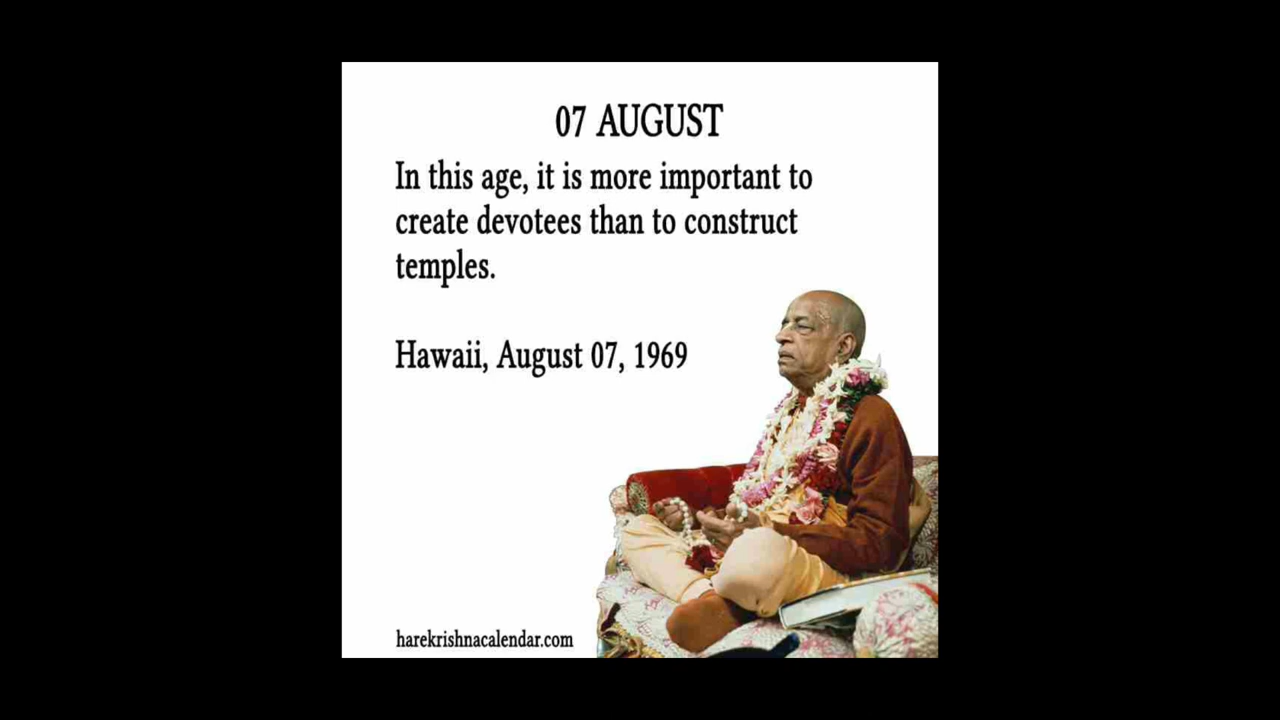 07 AUGUST
In this age, it is more important to
create devotees than to construct
temples.
Hawaii, August 07, 1969
harekrishnacalendar.com